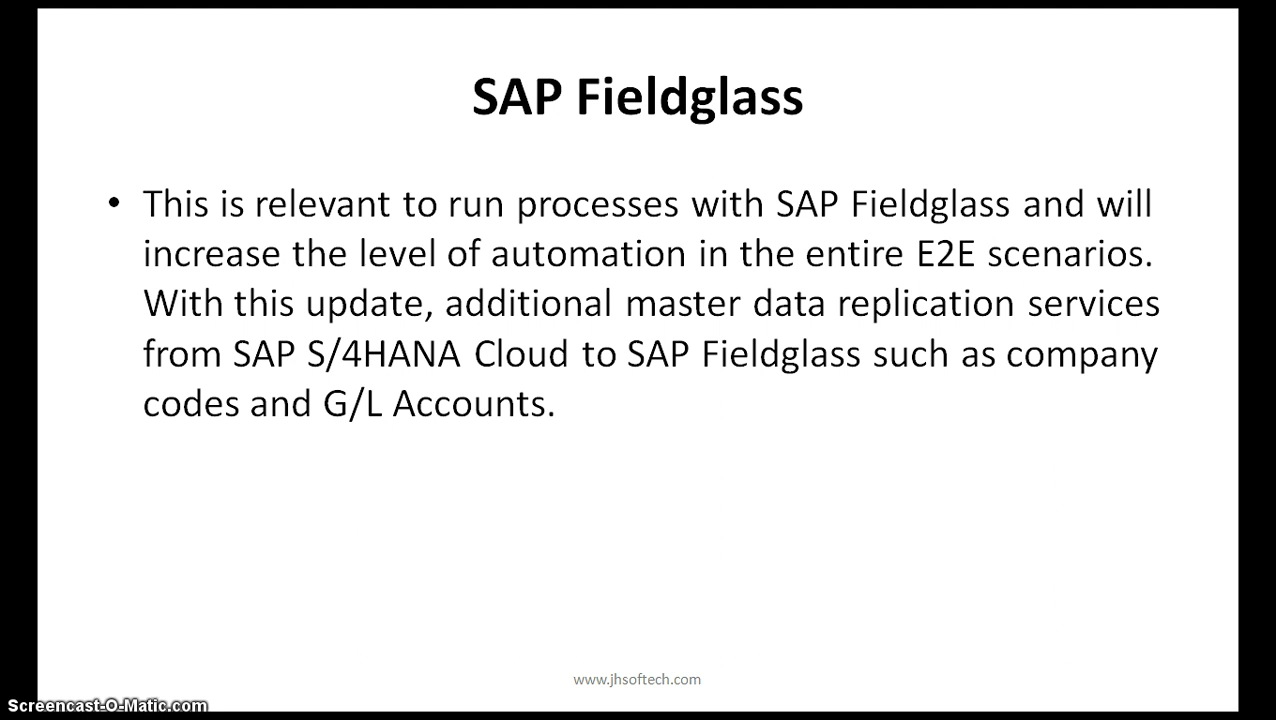 SAP Fieldglass
• This is relevant to run processes with SAP Fieldglass and will
increase the level of automation in the entire E2E scenarios.
With this update, additional master data replication services
from SAP S/4HANA Cloud to SAP Fieldglass such as company
codes and G/L Accounts.
www.jhsoftech.com
Screencast-O-Matic.com